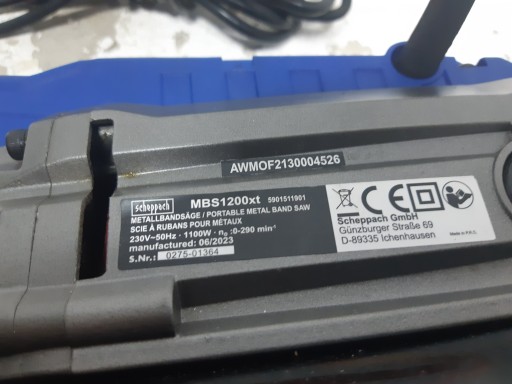 AWMOF2130004526
scheppach MBS1200xt 5901511901
METALLBANDSÄGE / PORTABLE METAL BAND SAW
SCIE À RUBANS POUR MÉTAUX
230V~50Hz · 1100W · n₀ :0-290 min⁻¹
manufactured: 06/2023
S.Nr.: 0275-01364
CE
Scheppach GmbH
Günzburger Straße 69
D-89335 Ichenhausen
Made in P.R.C.